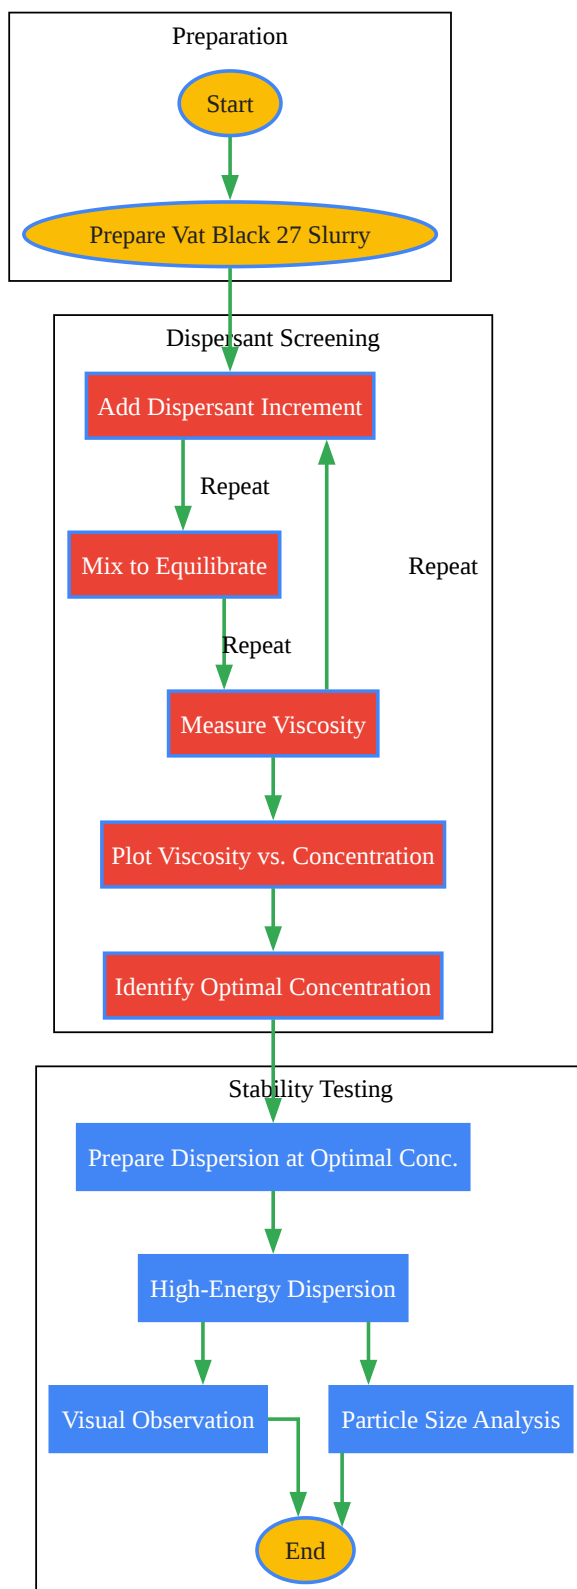 Preparation
Start
Prepare Vat Black 27 Slurry
Dispersant Screening
Add Dispersant Increment
Repeat
Mix to Equilibrate
Repeat
Repeat
Measure Viscosity
Plot Viscosity vs. Concentration
Identify Optimal Concentration
Stability Testing
Prepare Dispersion at Optimal Conc.
High-Energy Dispersion
Visual Observation
Particle Size Analysis
End